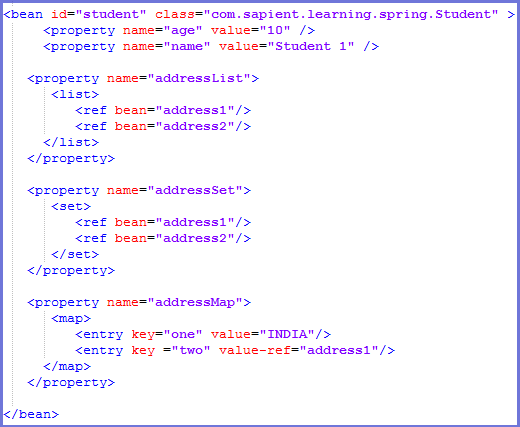 <bean id="student" class="com.sapient.learning.spring.Student" >
<property name="age" value="10" />
<property name="name" value="Student 1" />
<property name="addressList">
<list>
<ref bean="address1"/>
<ref bean="address2"/>
</list>
</property>
<property name="addressSet">
<set>
<ref bean="address1"/>
<ref bean="address2"/>
</set>
</property>
<property name="addressMap">
<map>
<entry key="one" value="INDIA"/>
<entry key ="two" value-ref="address1"/>
</map>
</property>
</bean>